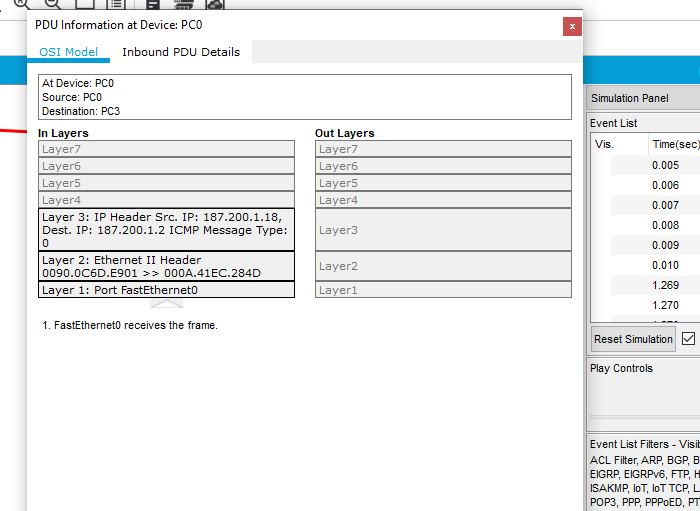 PDU Information at Device: PC0
x
OSI Model
Inbound PDU Details
At Device: PC0
Source: PC0
Destination: PC3
In Layers
Layer7
Layer6
Layer5
Layer4
Layer 3: IP Header Src. IP: 187.200.1.18,
Dest. IP: 187.200.1.2 ICMP Message Type:
0
Layer 2: Ethernet II Header
0090.0C6D.E901 >> 000A.41EC.284D
Layer 1: Port FastEthernet0
Out Layers
Layer7
Layer6
Layer5
Layer4
Layer3
Layer2
Layer1
1. FastEthernet0 receives the frame.
Simulation Panel
Event List
Vis.
Time(sec)
0.005
0.006
0.007
0.008
0.009
0.010
1.269
1.270
Reset Simulation
Play Controls
Event List Filters - Visib
ACL Filter, ARP, BGP, B
EIGRP, EIGRPv6, FTP, H
ISAKMP, IoT, IoT TCP, L
POP3, PPP, PPPoED, PT